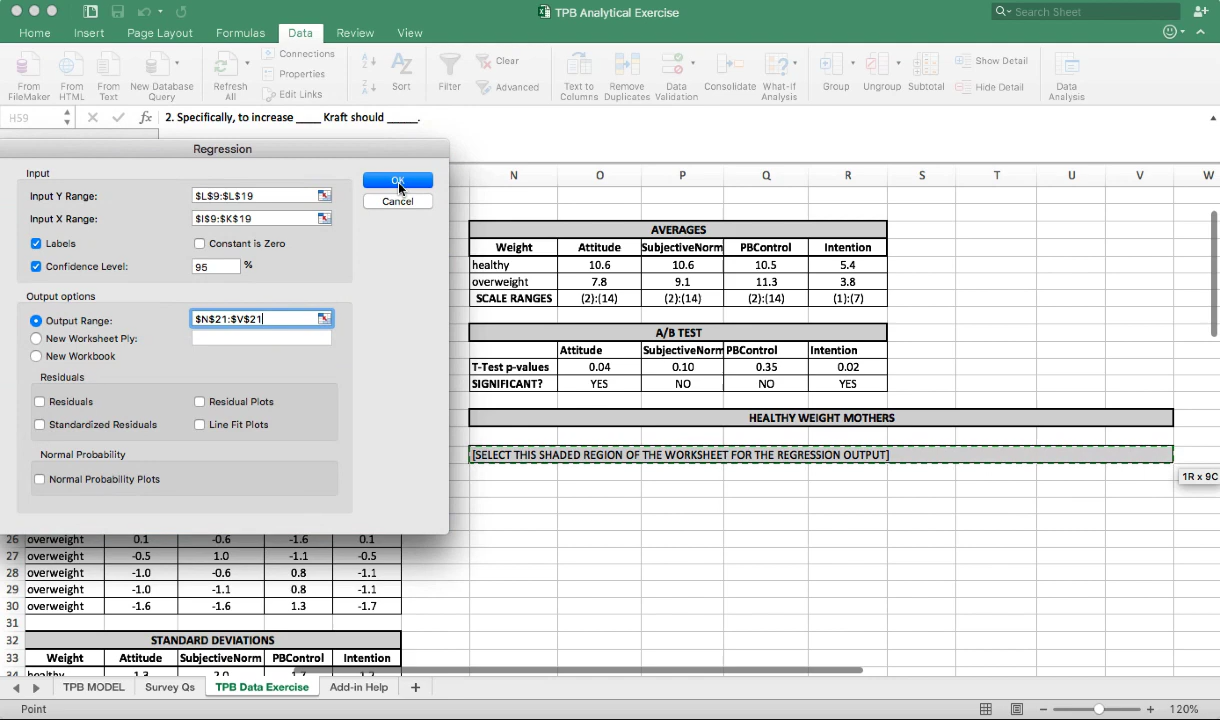 TPB Analytical Exercise
Search Sheet
Home Insert Page Layout Formulas Data Review View
From FileMaker
From HTML
From Text
New Database Query
Refresh All
Connections
Properties
Edit Links
Sort
Filter
Clear
Advanced
Text to Columns
Remove Duplicates
Data Validation
Consolidate
What-If Analysis
Group
Ungroup
Subtotal
Show Detail
Hide Detail
Data Analysis
H59 fx 2. Specifically, to increase _____ Kraft should _____.
Regression
Input
Input Y Range: $L$9:$L$19
Input X Range: $I$9:$K$19
Labels Constant is Zero
Confidence Level: 95 %
OK
Cancel
Output options
Output Range: $N$21:$V$21
New Worksheet Ply:
New Workbook
Residuals
Residuals Residual Plots
Standardized Residuals Line Fit Plots
Normal Probability
Normal Probability Plots
N O P Q R S T U V W
AVERAGES
Weight Attitude SubjectiveNorm PBControl Intention
healthy 10.6 10.6 10.5 5.4
overweight 7.8 9.1 11.3 3.8
SCALE RANGES (2):(14) (2):(14) (2):(14) (1):(7)
A/B TEST
Attitude SubjectiveNorm PBControl Intention
T-Test p-values 0.04 0.10 0.35 0.02
SIGNIFICANT? YES NO NO YES
HEALTHY WEIGHT MOTHERS
[SELECT THIS SHADED REGION OF THE WORKSHEET FOR THE REGRESSION OUTPUT]
1R x 9C
26 overweight 0.1 -0.6 -1.6 0.1
27 overweight -0.5 1.0 -1.1 -0.5
28 overweight -1.0 -0.6 0.8 -1.1
29 overweight -1.0 -1.1 0.8 -1.1
30 overweight -1.6 -1.6 1.3 -1.7
31
32 STANDARD DEVIATIONS
33 Weight Attitude SubjectiveNorm PBControl Intention
34 healthy 1.3 2.0 1.7 1.2
TPB MODEL Survey Qs TPB Data Exercise Add-in Help +
Point
120%